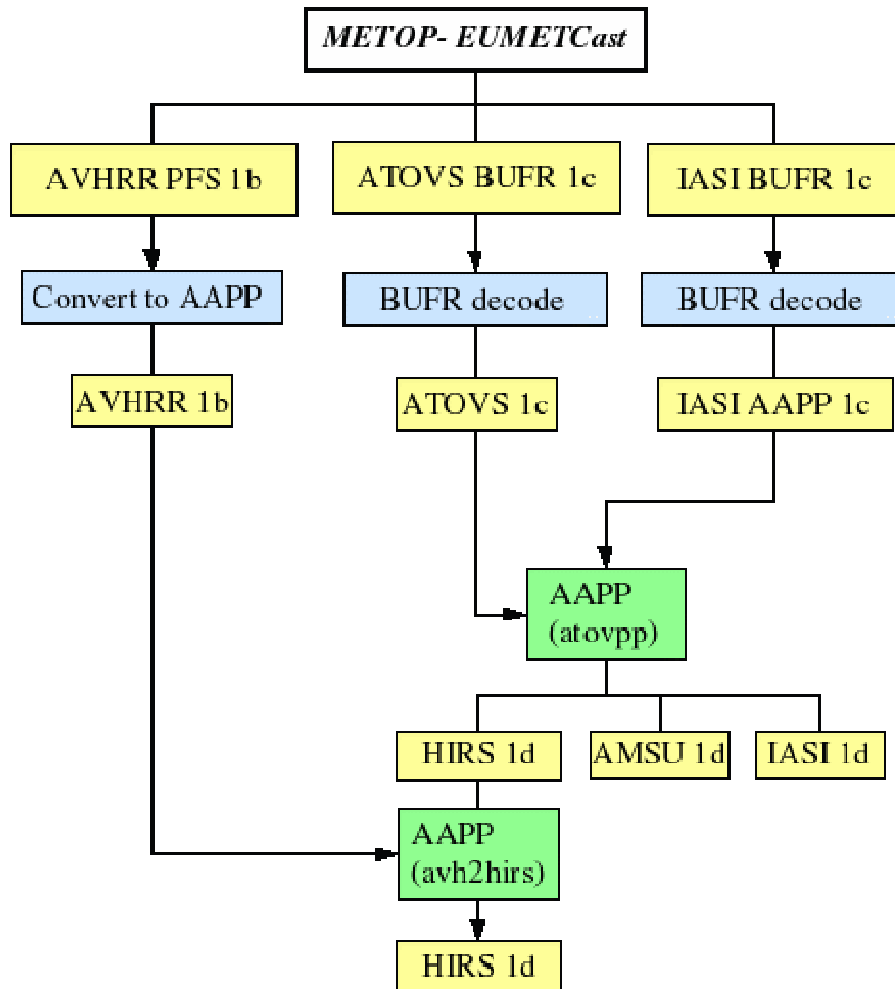 METOP- EUMETCast
AVHRR PFS 1b
ATOVS BUFR 1c
IASI BUFR 1c
Convert to AAPP
BUFR decode
BUFR decode
AVHRR 1b
ATOVS 1c
IASI AAPP 1c
AAPP
(atovpp)
HIRS 1d
AMSU 1d
IASI 1d
AAPP
(avh2hirs)
HIRS 1d